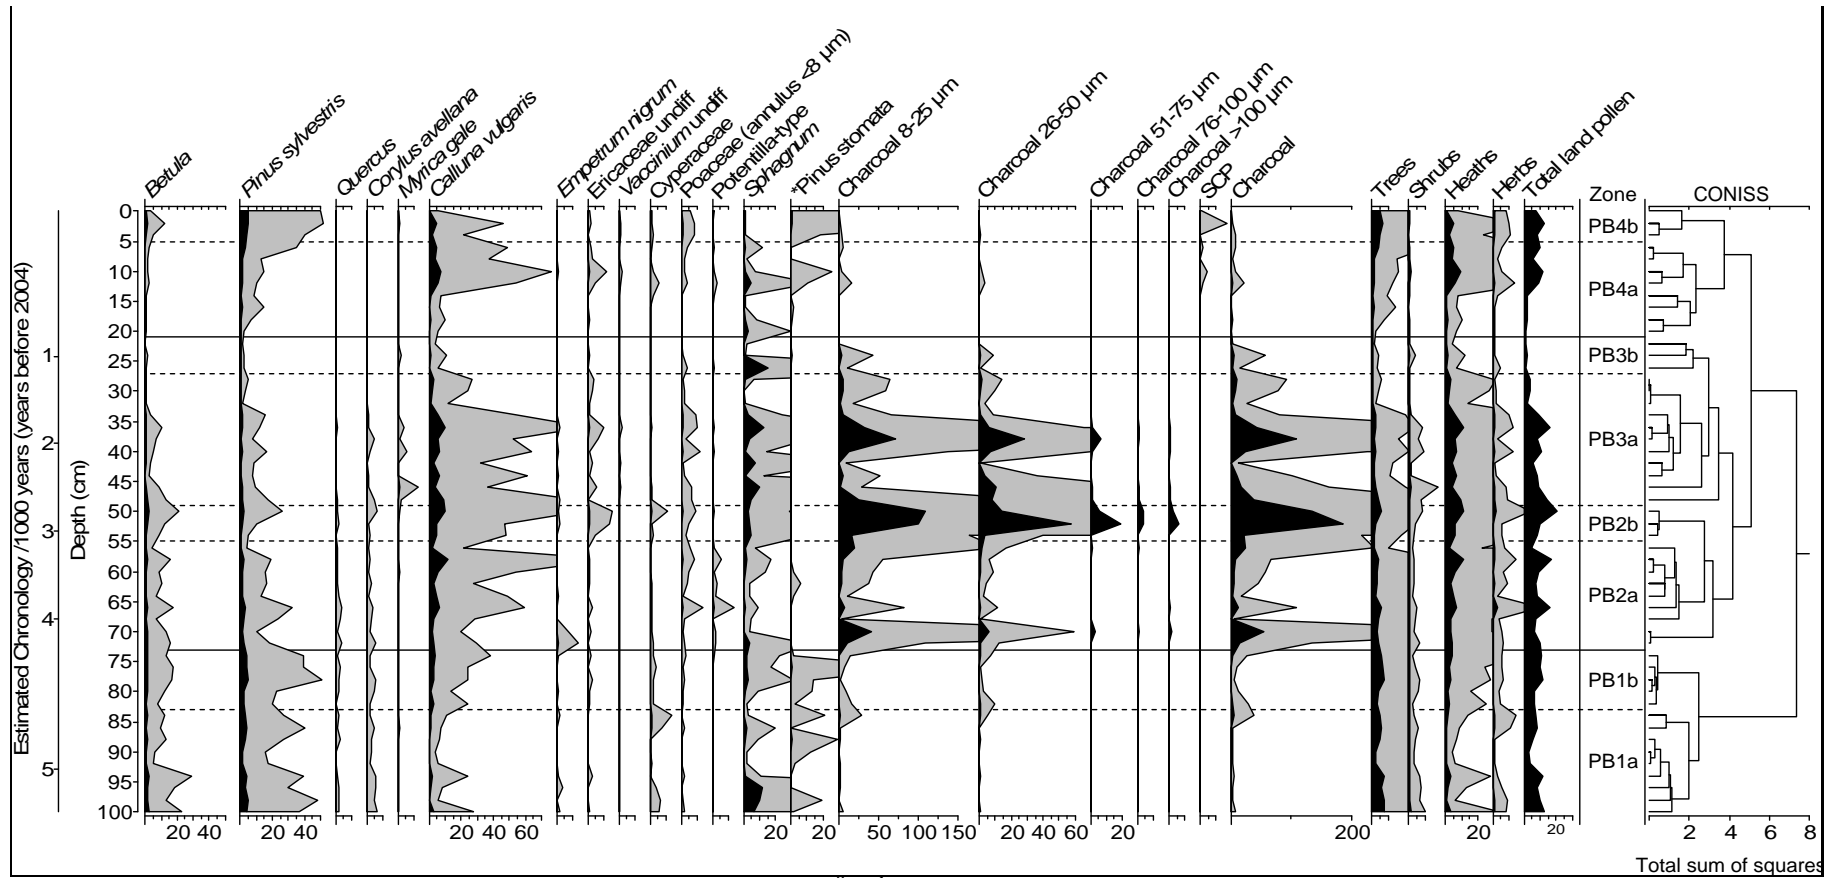 Betula
Pinus sylvestris
Quercus
Corylus avellana
Myrica gale
Calluna vulgaris
Empetrum nigrum
Ericaceae undiff
Vaccinium undiff
Cyperaceae
Poaceae (annulus <8 µm)
Potentilla-type
Sphagnum
*Pinus stomata
Charcoal 8-25 µm
Charcoal 26-50 µm
Charcoal 51-75 µm
Charcoal 76-100 µm
Charcoal >100 µm
SCP
Charcoal
Trees
Shrubs
Heaths
Herbs
Total land pollen
Zone
CONISS
Estimated Chronology /1000 years (years before 2004)
1
2
3
4
5
Depth (cm)
0
5
10
15
20
25
30
35
40
45
50
55
60
65
70
75
80
85
90
95
100
PB4b
PB4a
PB3b
PB3a
PB2b
PB2a
PB1b
PB1a
20 40
20 40
20 40 60
20
20
50 100 150
20 40 60
20
200
20
20
2 4 6 8
Total sum of squares